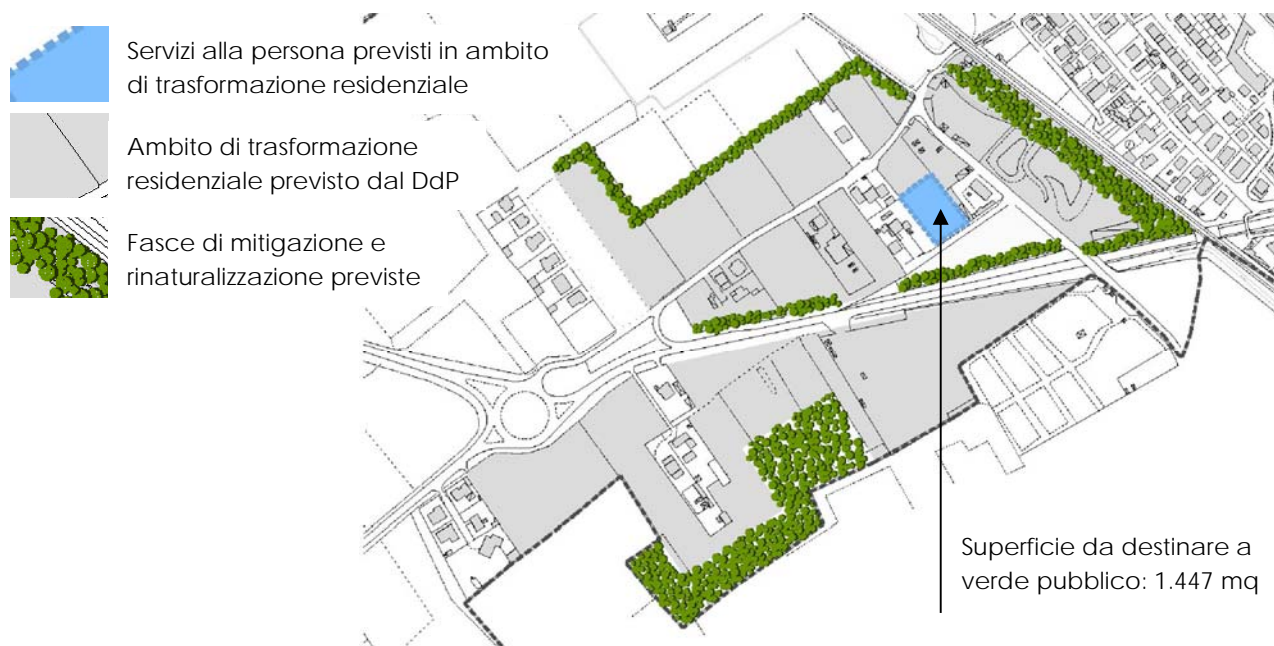 Servizi alla persona previsti in ambito
di trasformazione residenziale
Ambito di trasformazione
residenziale previsto dal DdP
Fasce di mitigazione e
rinaturalizzazione previste
Superficie da destinare a
verde pubblico: 1.447 mq